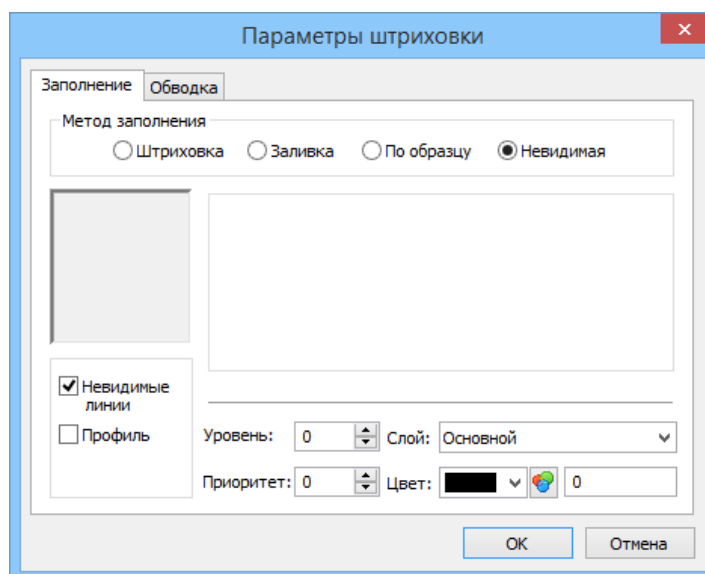 Параметры штриховки
Заполнение Обводка
Метод заполнения
Штриховка Заливка По образцу Невидимая
Невидимые
линии
Профиль
Уровень: 0 Слой: Основной
Приоритет: 0 Цвет: 0
OK Отмена